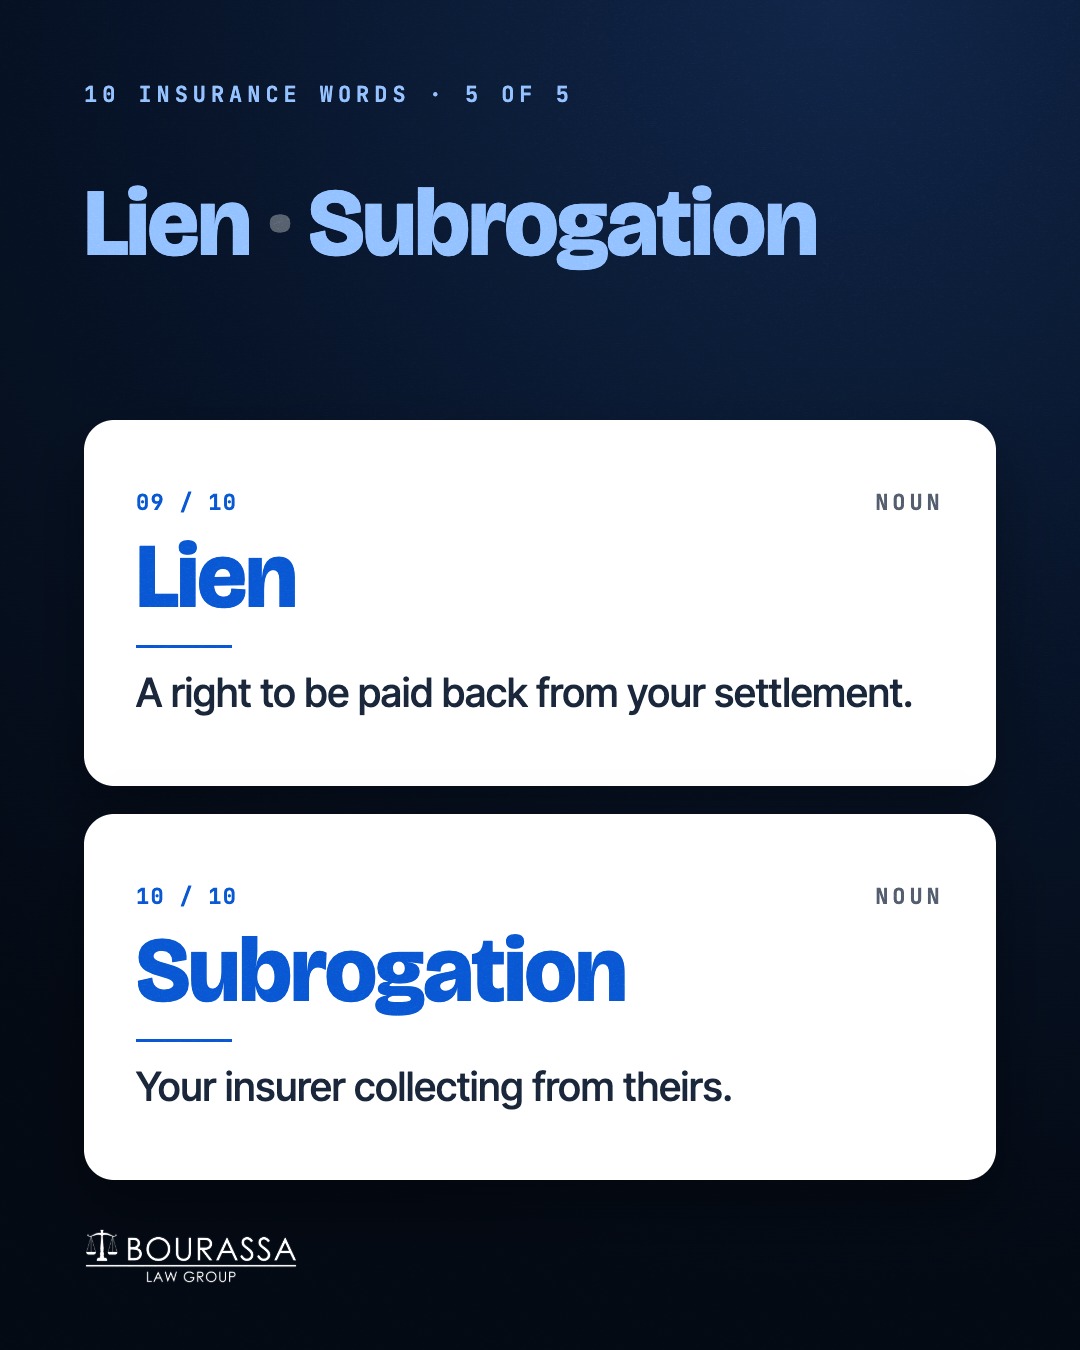 10 INSURANCE WORDS · 5 OF 5
Lien · Subrogation
09 / 10 NOUN
Lien
A right to be paid back from your settlement.
10 / 10 NOUN
Subrogation
Your insurer collecting from theirs.
BOURASSA
LAW GROUP